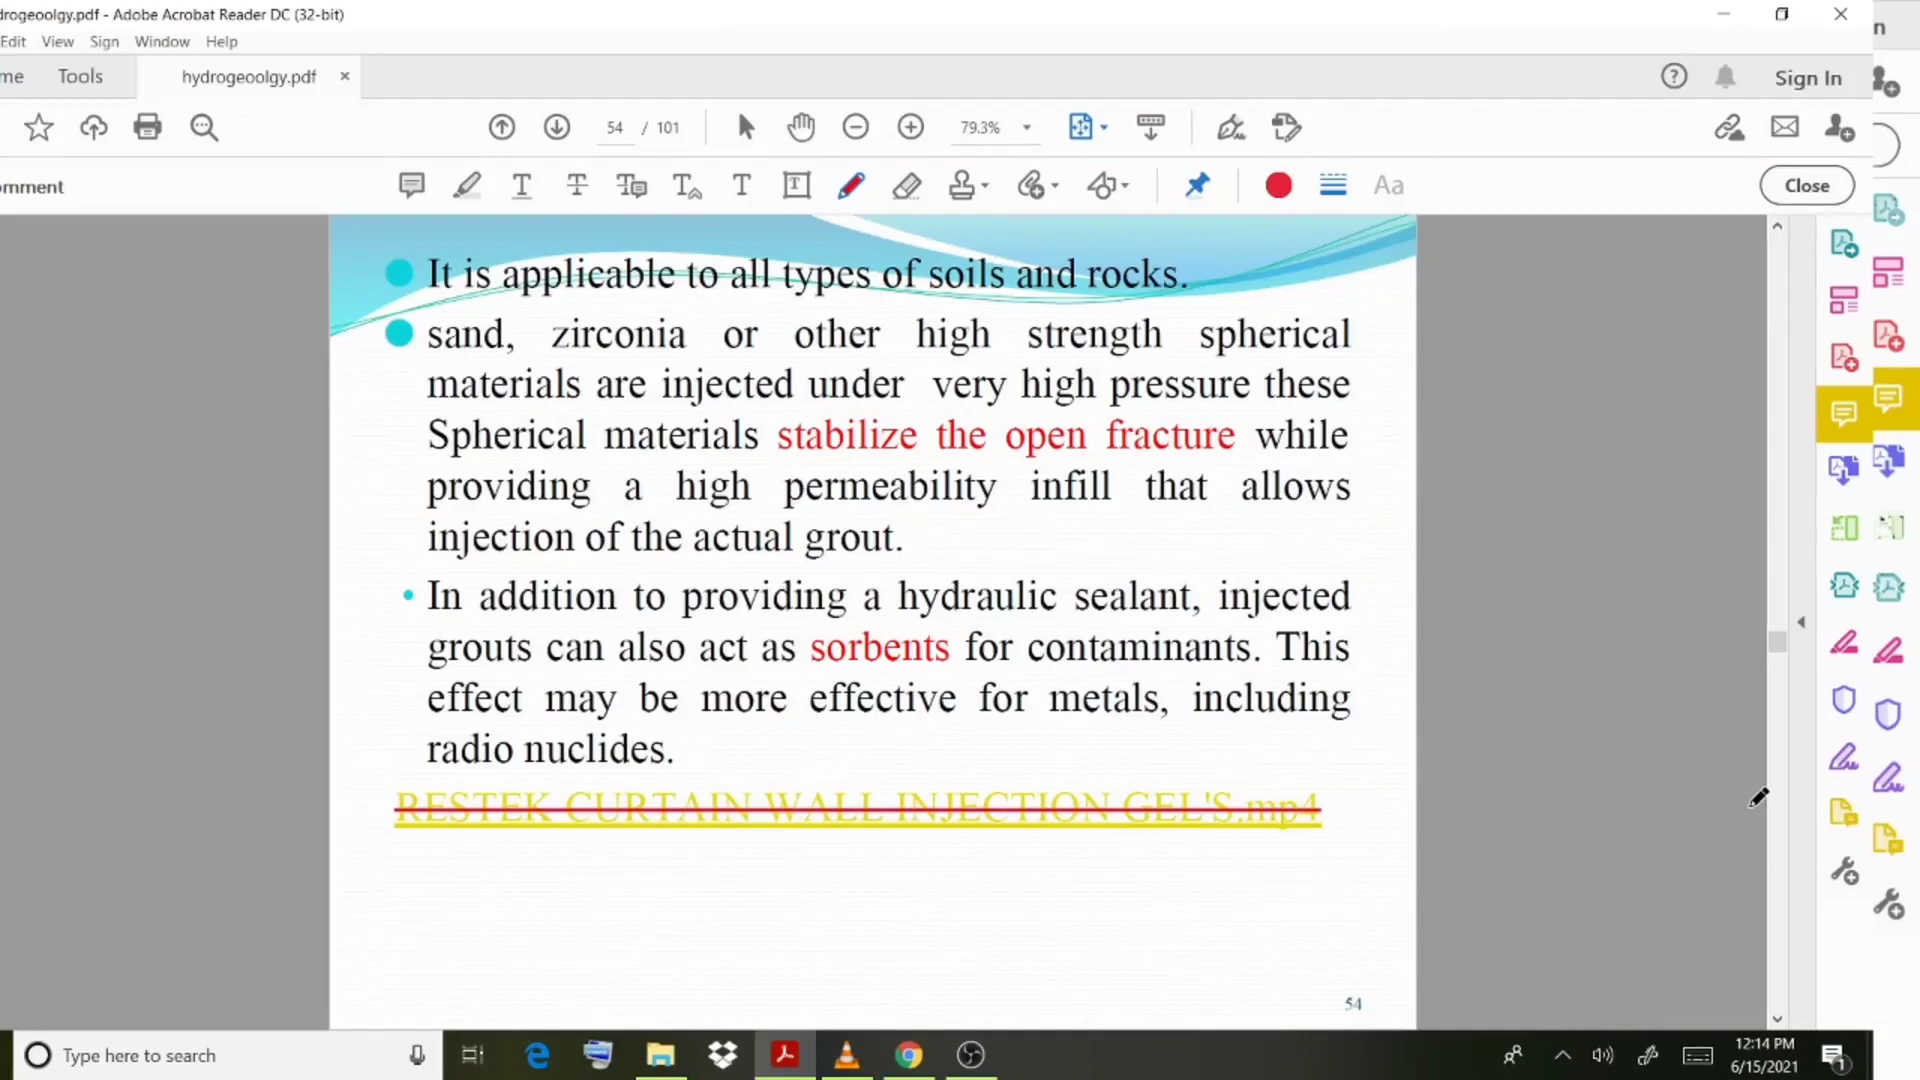 drogeoolgy.pdf - Adobe Acrobat Reader DC (32-bit)
Edit View Sign Window Help
me Tools hydrogeoolgy.pdf × Sign In
54 / 101 79.3%
omment Aa Close
It is applicable to all types of soils and rocks.
sand, zirconia or other high strength spherical
materials are injected under very high pressure these
Spherical materials stabilize the open fracture while
providing a high permeability infill that allows
injection of the actual grout.
• In addition to providing a hydraulic sealant, injected
grouts can also act as sorbents for contaminants. This
effect may be more effective for metals, including
radio nuclides.
RESTEK CURTAIN WALL INJECTION GEL'S.mp4
54
Type here to search
12:14 PM
6/15/2021
1